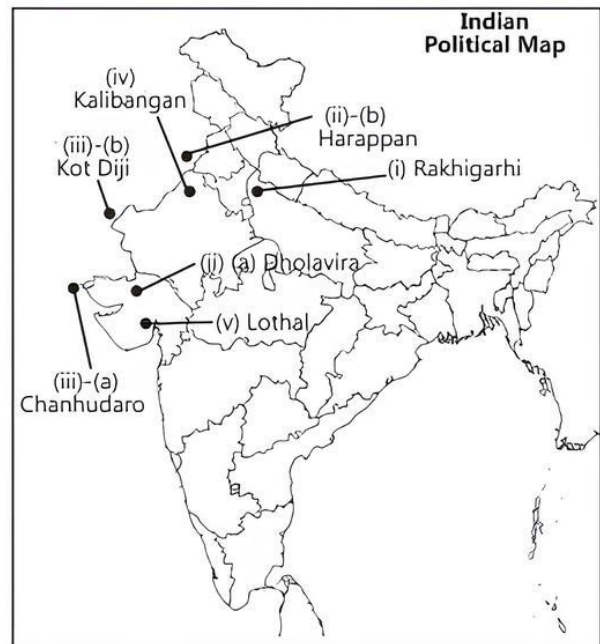 Indian
Political Map
(iv)
Kalibangan
(ii)-(b)
Harappan
(iii)-(b)
Kot Diji
(i) Rakhigarhi
(ii) (a) Dholavira
(v) Lothal
(iii)-(a)
Chanhudaro